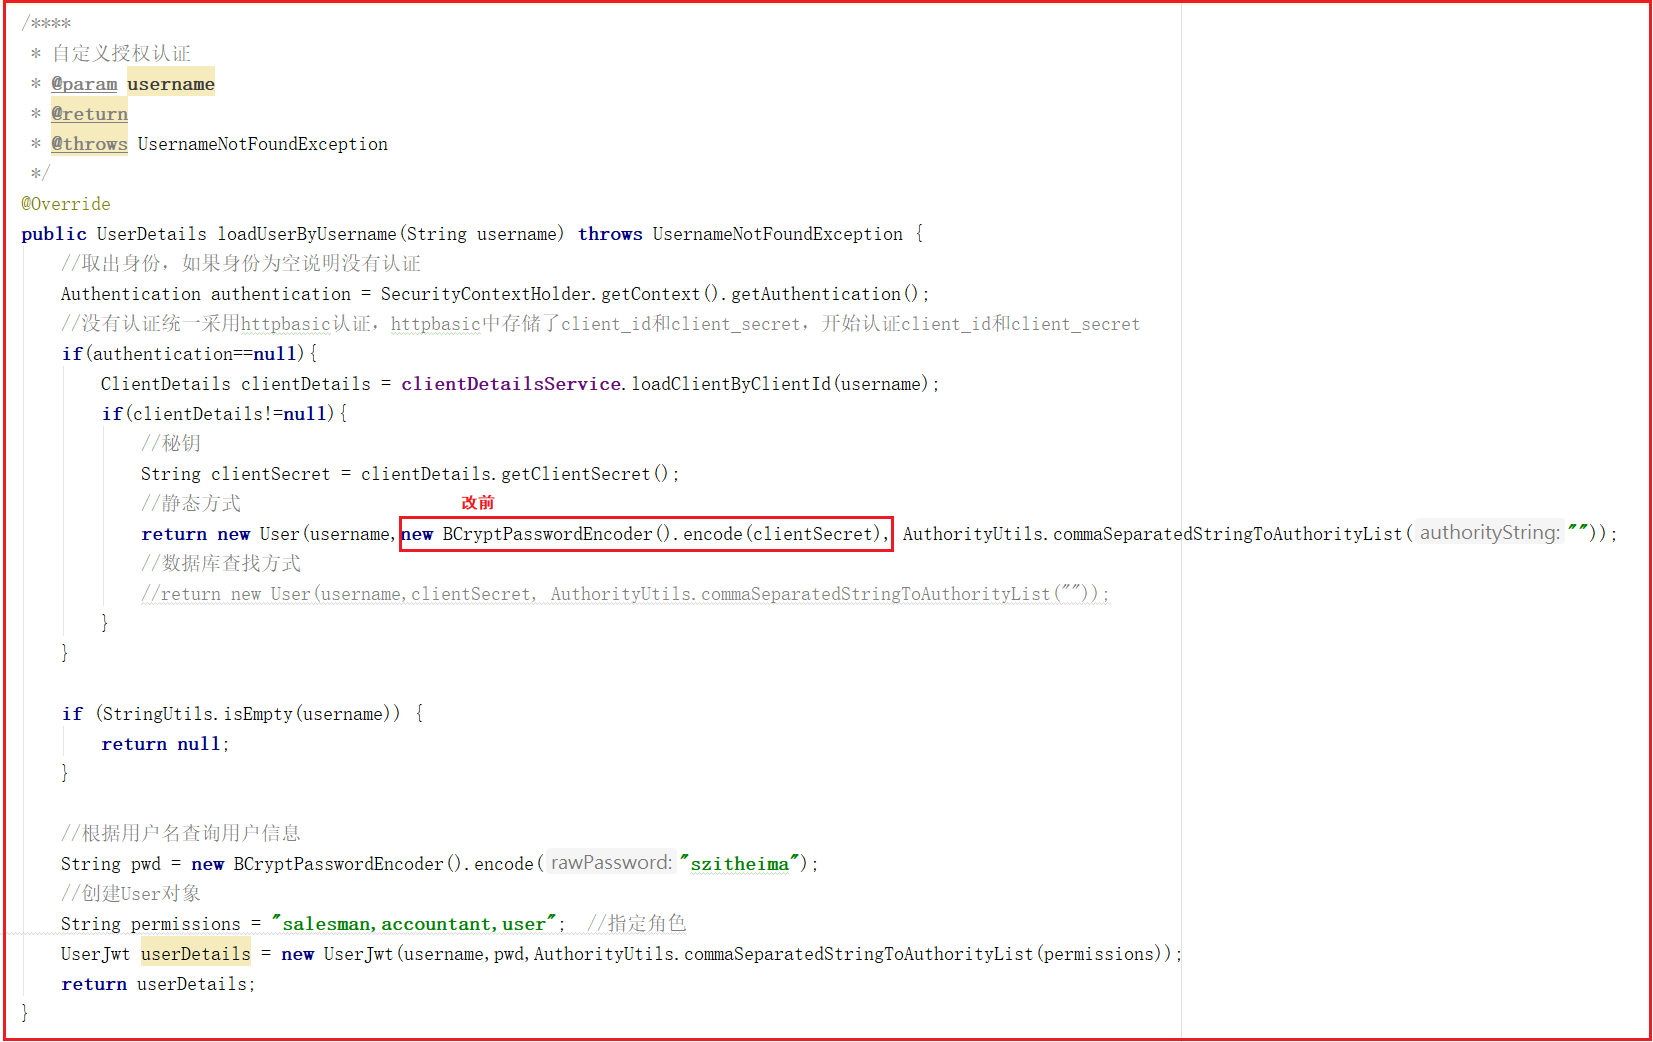 /****
 * 自定义授权认证
 * @param username
 * @return
 * @throws UsernameNotFoundException
 */
@Override
public UserDetails loadUserByUsername(String username) throws UsernameNotFoundException {
    //取出身份，如果身份为空说明没有认证
    Authentication authentication = SecurityContextHolder.getContext().getAuthentication();
    //没有认证统一采用httpbasic认证，httpbasic中存储了client_id和client_secret，开始认证client_id和client_secret
    if(authentication==null){
        ClientDetails clientDetails = clientDetailsService.loadClientByClientId(username);
        if(clientDetails!=null){
            //秘钥
            String clientSecret = clientDetails.getClientSecret();
            //静态方式
改前
            return new User(username,new BCryptPasswordEncoder().encode(clientSecret), AuthorityUtils.commaSeparatedStringToAuthorityList( authorityString: ""));
            //数据库查找方式
            //return new User(username,clientSecret, AuthorityUtils.commaSeparatedStringToAuthorityList(""));
        }
    }
    if (StringUtils.isEmpty(username)) {
        return null;
    }
    //根据用户名查询用户信息
    String pwd = new BCryptPasswordEncoder().encode( rawPassword: "szitheima");
    //创建User对象
    String permissions = "salesman,accountant,user";  //指定角色
    UserJwt userDetails = new UserJwt(username,pwd,AuthorityUtils.commaSeparatedStringToAuthorityList(permissions));
    return userDetails;
}